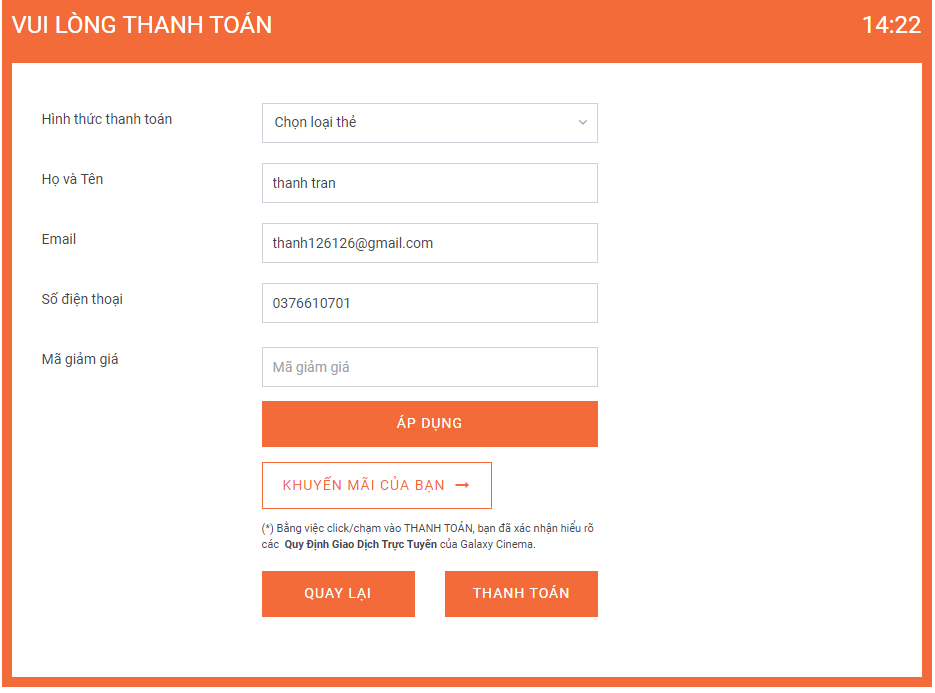 VUI LÒNG THANH TOÁN 14:22
Hình thức thanh toán Chọn loại thẻ
Họ và Tên thanh tran
Email thanh126126@gmail.com
Số điện thoại 0376610701
Mã giảm giá Mã giảm giá
ÁP DỤNG
KHUYẾN MÃI CỦA BẠN →
(*) Bằng việc click/chạm vào THANH TOÁN, bạn đã xác nhận hiểu rõ
các Quy Định Giao Dịch Trực Tuyến của Galaxy Cinema.
QUAY LẠI THANH TOÁN